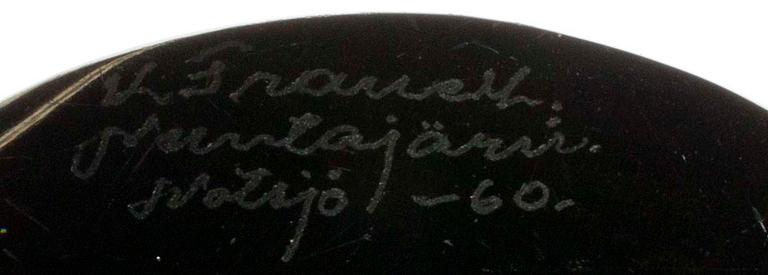 K Franck.
Nuutajärvi.
Notsjö -60.